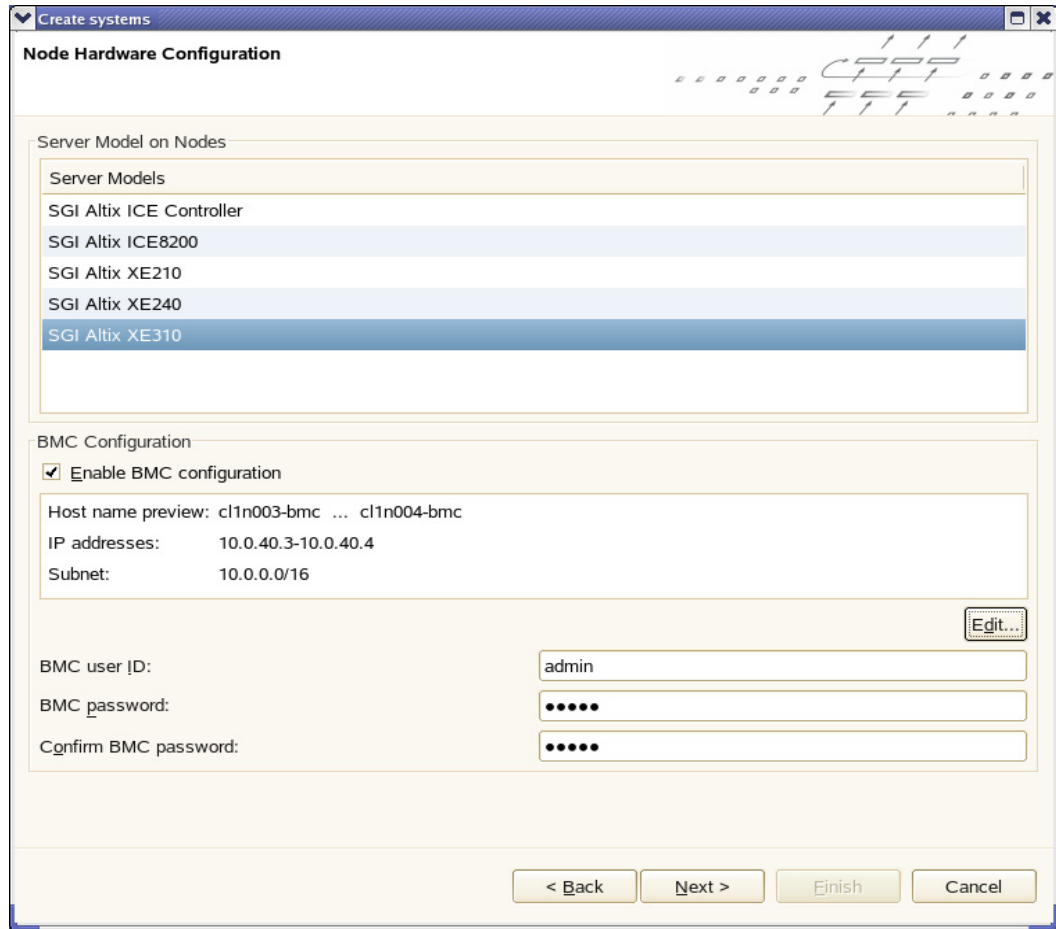 Create systems
Node Hardware Configuration
Server Model on Nodes
Server Models
SGI Altix ICE Controller
SGI Altix ICE8200
SGI Altix XE210
SGI Altix XE240
SGI Altix XE310
BMC Configuration
Enable BMC configuration
Host name preview: cl1n003-bmc ... cl1n004-bmc
IP addresses: 10.0.40.3-10.0.40.4
Subnet: 10.0.0.0/16
Edit...
BMC user ID: admin
BMC password: •••••
Confirm BMC password: •••••
< Back Next > Finish Cancel